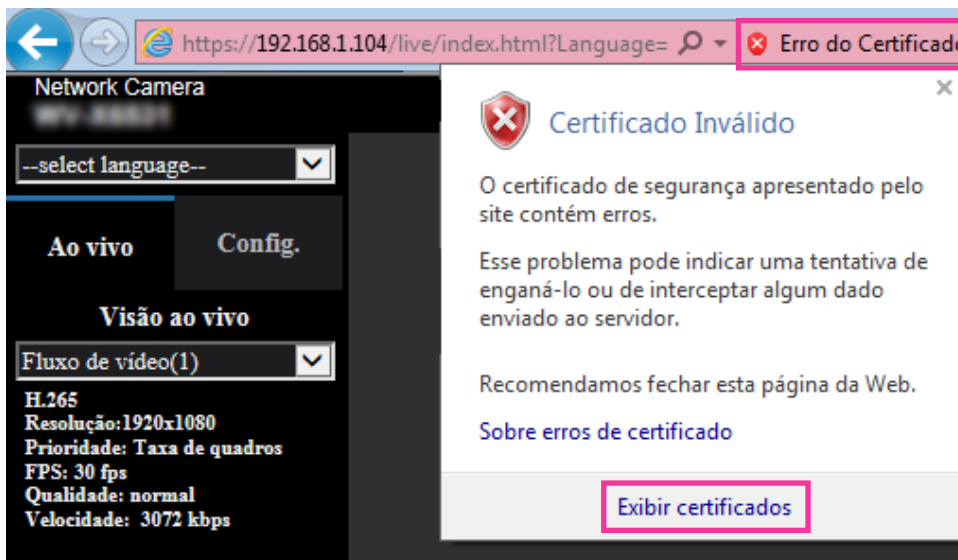 https://192.168.1.104/live/index.html?Language=
Erro do Certificado
Network Camera
--select language--
Ao vivo
Config.
Visão ao vivo
Fluxo de vídeo(1)
H.265
Resolução:1920x1080
Prioridade: Taxa de quadros
FPS: 30 fps
Qualidade: normal
Velocidade: 3072 kbps
Certificado Inválido
O certificado de segurança apresentado pelo
site contém erros.
Esse problema pode indicar uma tentativa de
enganá-lo ou de interceptar algum dado
enviado ao servidor.
Recomendamos fechar esta página da Web.
Sobre erros de certificado
Exibir certificados